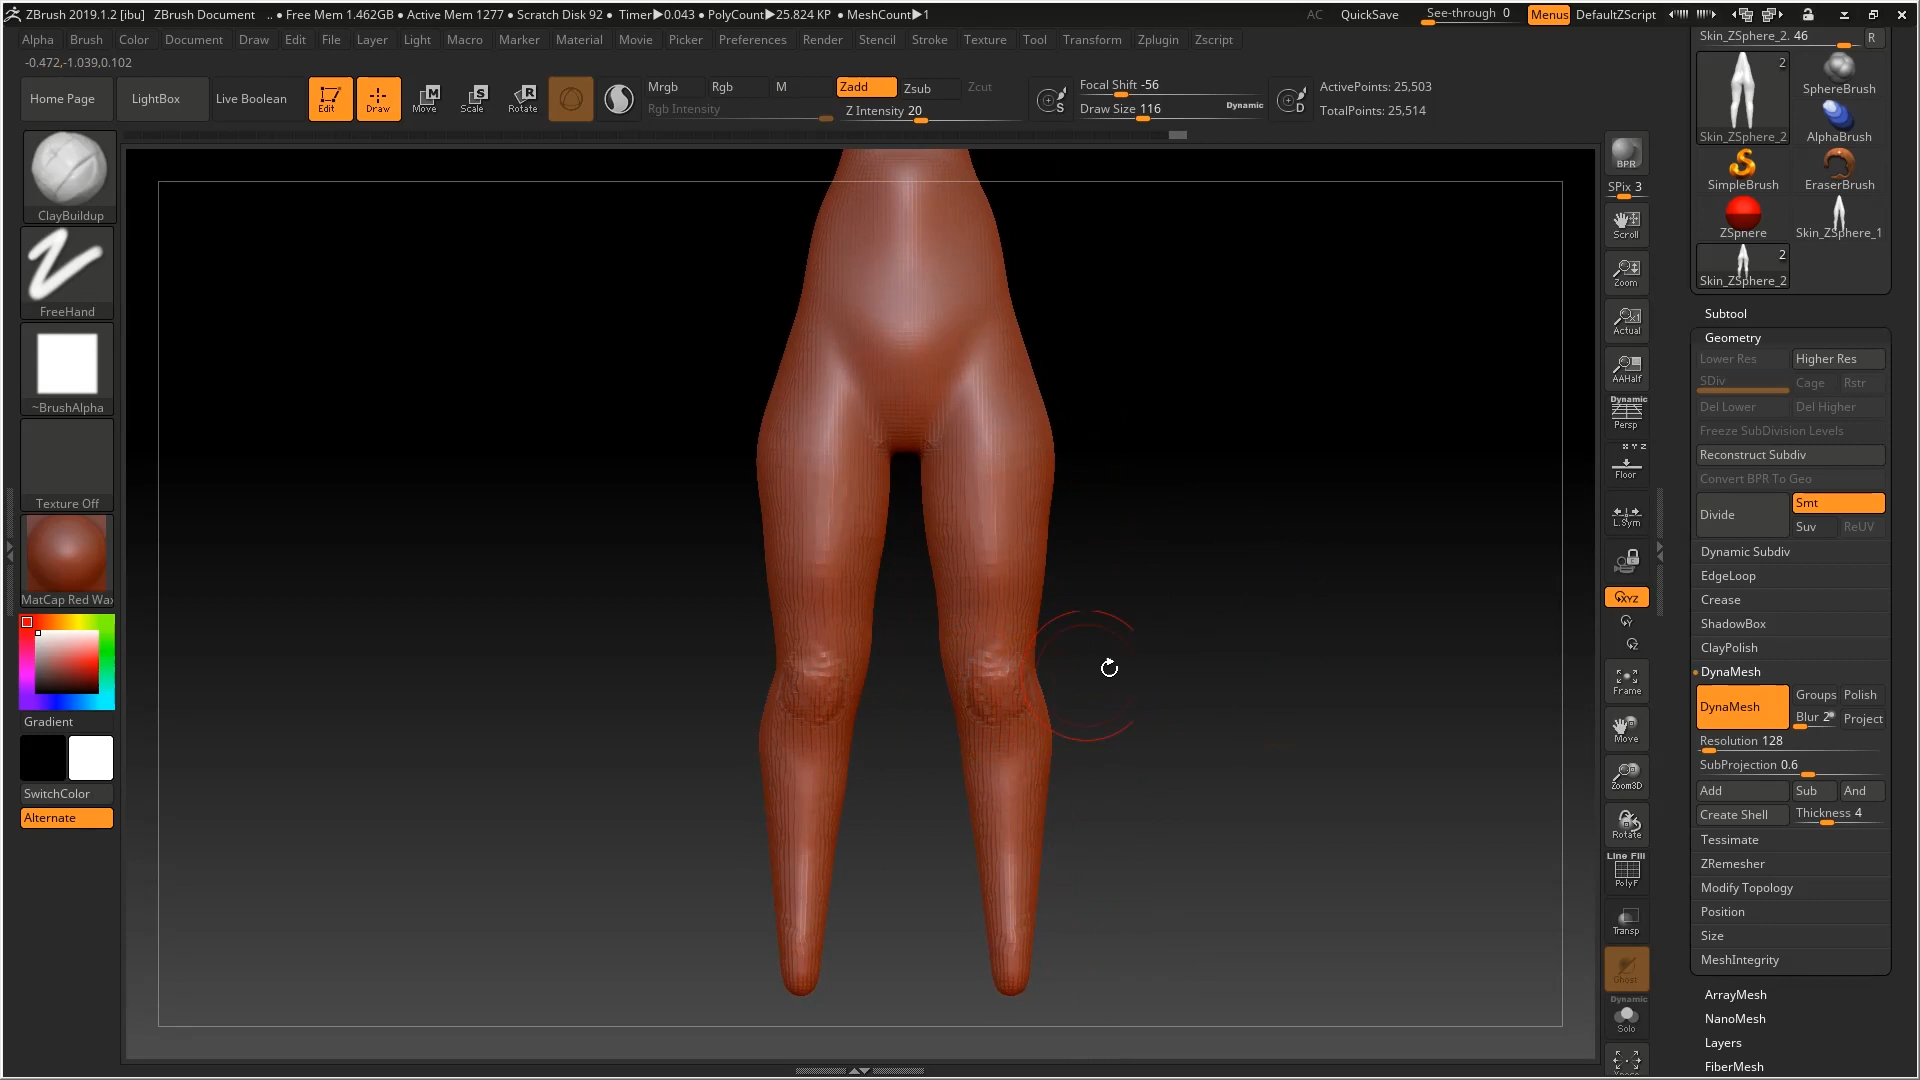 ZBrush 2019.1.2 [ibu] ZBrush Document .. ● Free Mem 1.462GB ● Active Mem 1277 ● Scratch Disk 92 ● Timer▶0.043 ● PolyCount▶25.824 KP ● MeshCount▶1 AC QuickSave See-through 0 Menus DefaultZScript
Alpha Brush Color Document Draw Edit File Layer Light Macro Marker Material Movie Picker Preferences Render Stencil Stroke Texture Tool Transform Zplugin Zscript
-0.472,-1.039,0.102
Home Page
LightBox
Live Boolean
Edit
Draw
Move
Scale
Rotate
M
S
R
Mrgb Rgb M
Rgb Intensity
Zadd Zsub Zcut
Z Intensity 20
S
Focal Shift -56
Draw Size 116
Dynamic
D
ActivePoints: 25,503
TotalPoints: 25,514
ClayBuildup
FreeHand
~BrushAlpha
Texture Off
MatCap Red Wax
Gradient
SwitchColor
Alternate
BPR
SPix 3
Scroll
Zoom
Actual
AAHalf
Dynamic
Persp
X Y Z
Floor
L.Sym
XYZ
Y
Z
Frame
Move
Zoom3D
Rotate
Line Fill
PolyF
Transp
Ghost
Dynamic
Solo
Skin_ZSphere_2. 46
R
2
Skin_ZSphere_2
SphereBrush
AlphaBrush
SimpleBrush
EraserBrush
ZSphere
Skin_ZSphere_1
2
Skin_ZSphere_2
Subtool
Geometry
Lower Res Higher Res
SDiv Cage Rstr
Del Lower Del Higher
Freeze SubDivision Levels
Reconstruct Subdiv
Convert BPR To Geo
Divide
Smt
Suv ReUV
Dynamic Subdiv
EdgeLoop
Crease
ShadowBox
ClayPolish
DynaMesh
DynaMesh
Groups Polish
Blur 2 Project
Resolution 128
SubProjection 0.6
Add Sub And
Create Shell Thickness 4
Tessimate
ZRemesher
Modify Topology
Position
Size
MeshIntegrity
ArrayMesh
NanoMesh
Layers
FiberMesh